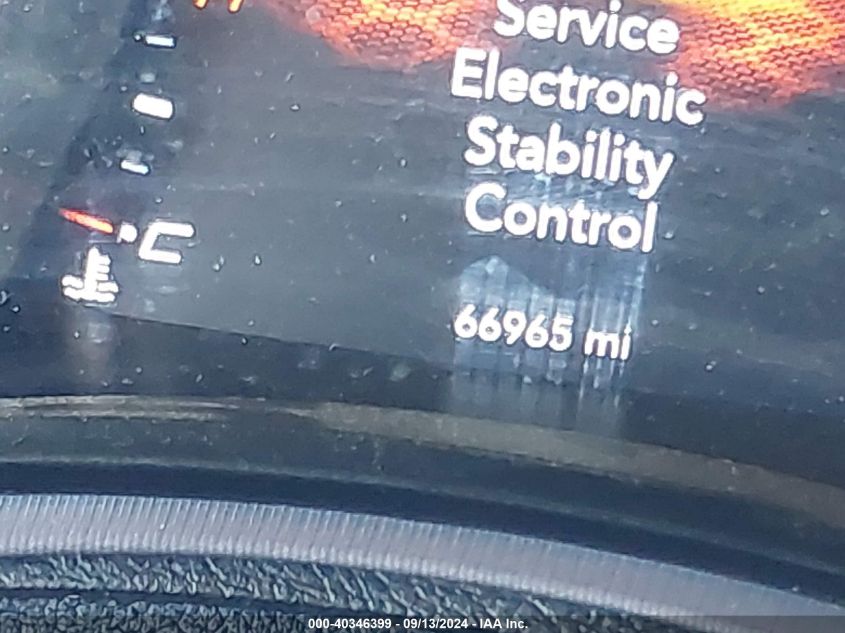 Service
Electronic
Stability
Control
C
66965 mi
000-40346399 - 09/13/2024 - IAA Inc.